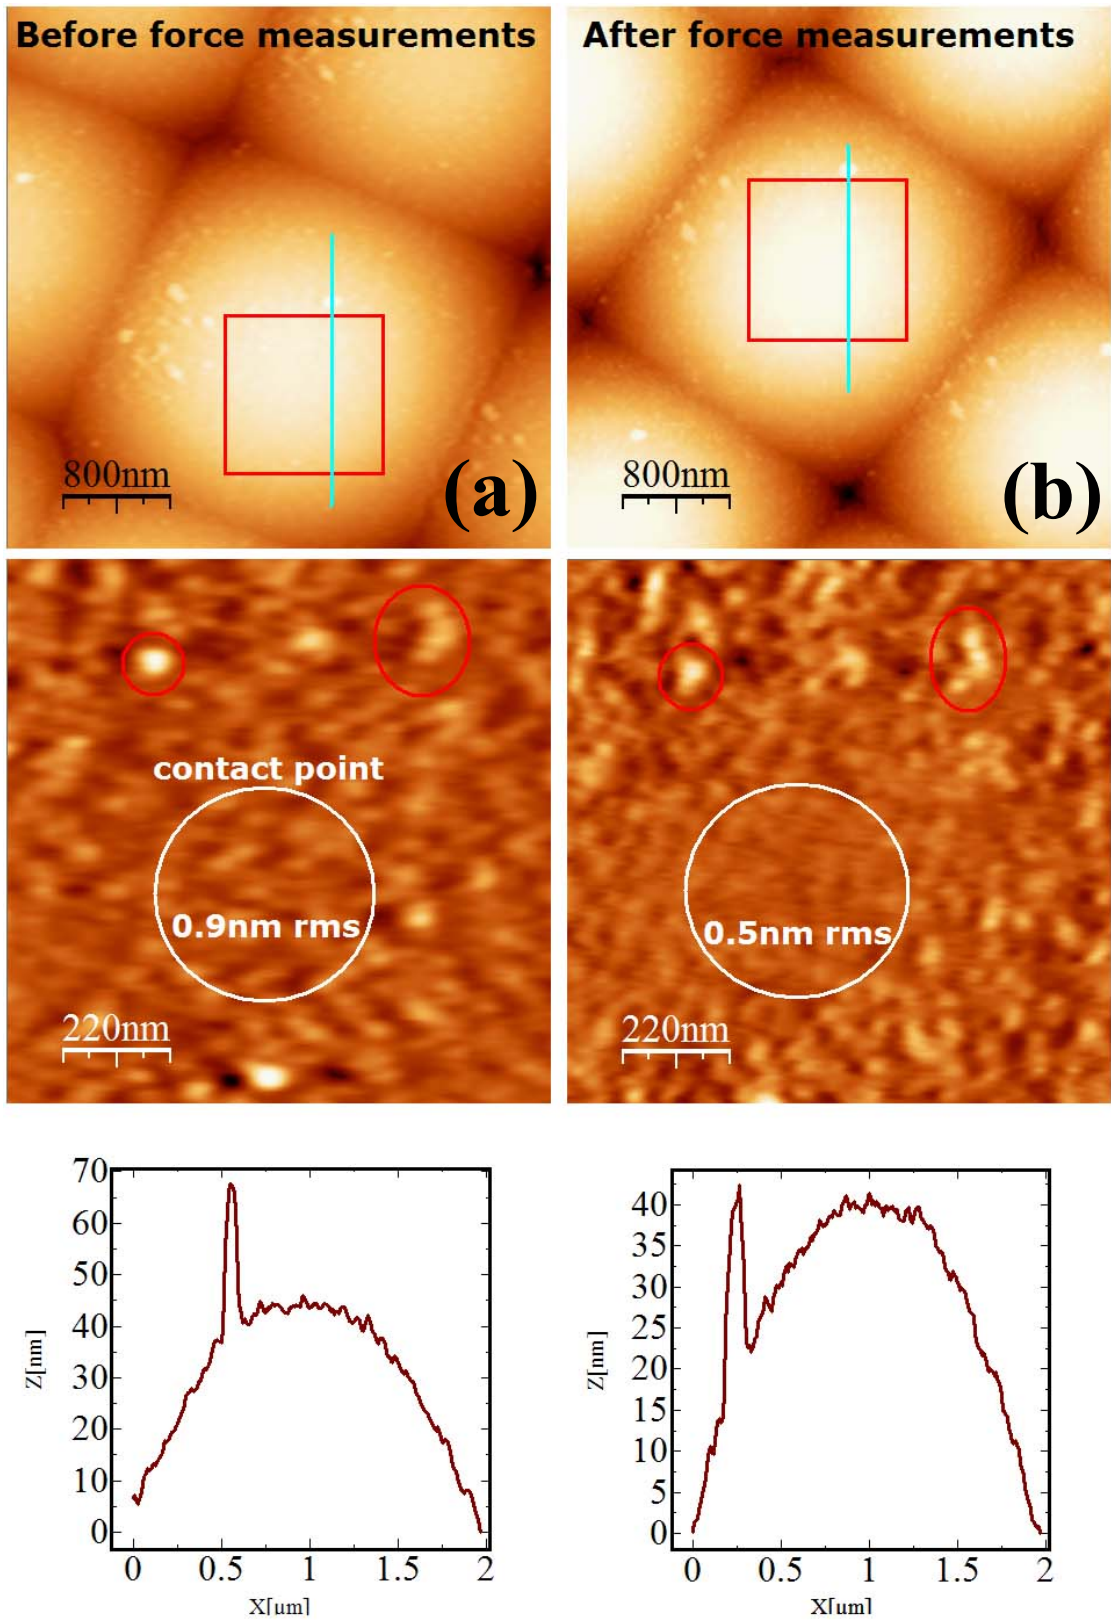 Before force measurements
After force measurements
800nm
(a)
800nm
(b)
contact point
0.9nm rms
220nm
0.5nm rms
220nm
70
60
50
40
30
20
10
0
Z[nm]
0 0.5 1 1.5 2
X[µm]
40
35
30
25
20
15
10
5
0
Z[nm]
0 0.5 1 1.5 2
X[µm]